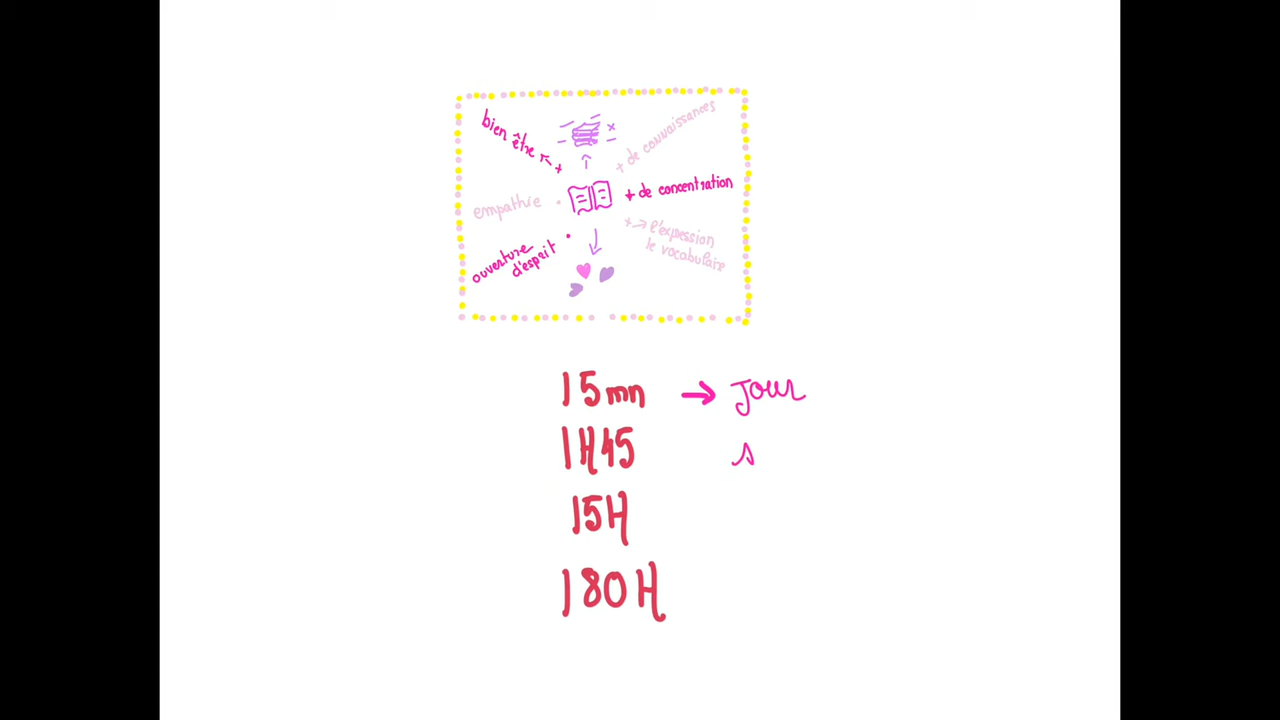 bien être
+ de connaissances
empathie
+ de concentration
ouverture
d'esprit
+ → l'expression
le vocabulaire
15mn → Jour
1H45 s
15H
180H